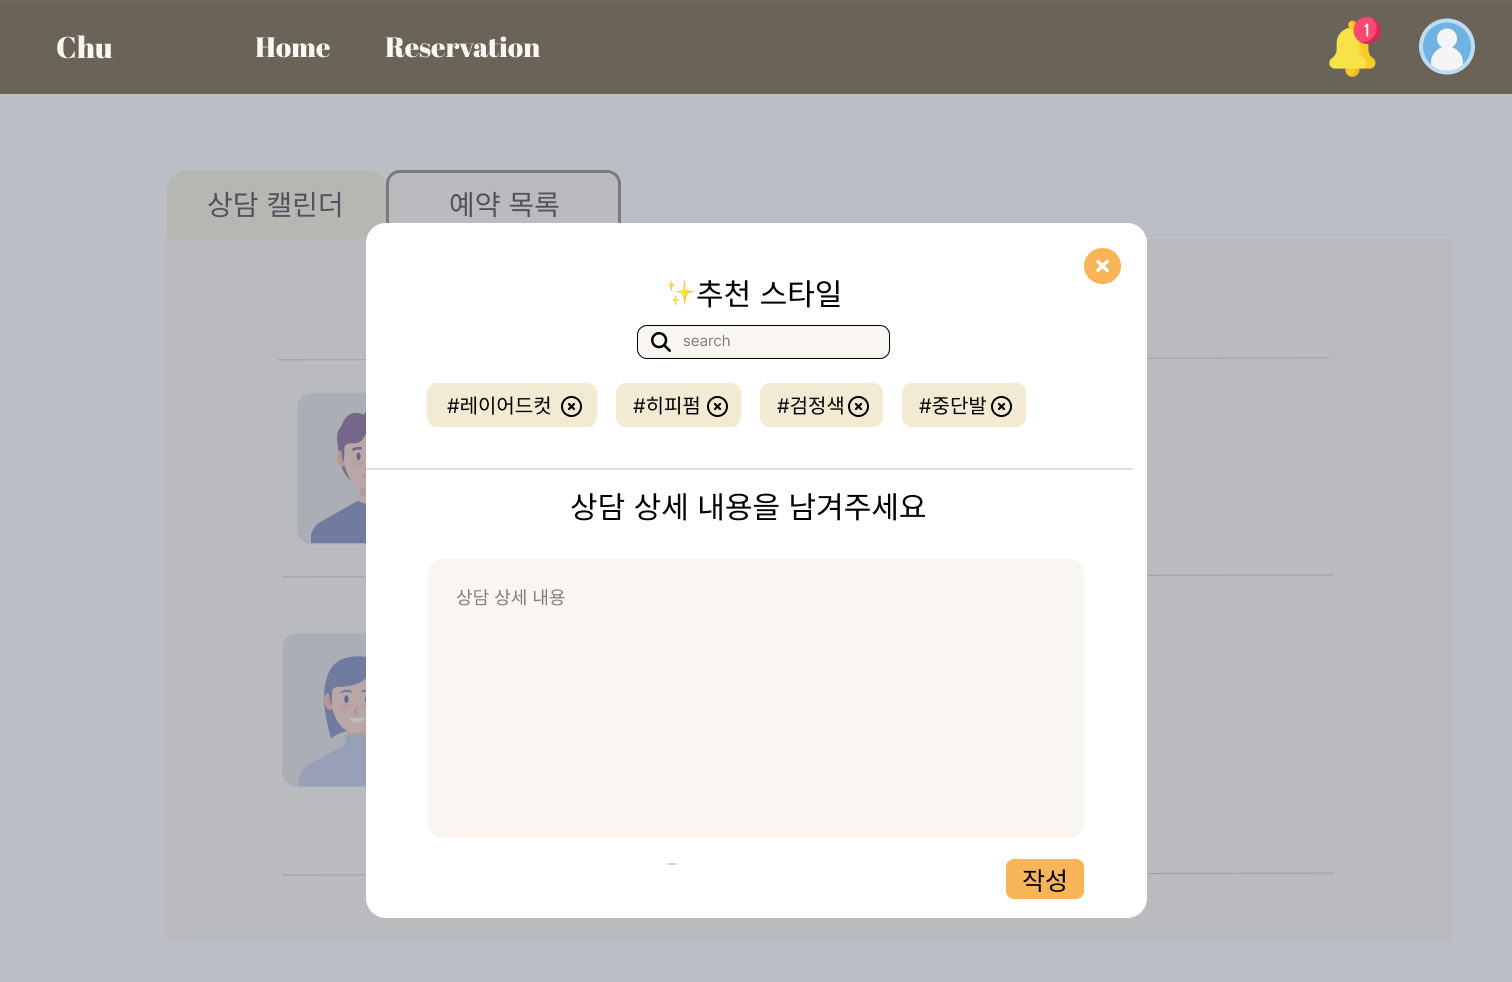 Chu Home Reservation 1
상담 캘린더 예약 목록
✨추천 스타일
search
#레이어드컷 #히피펌 #검정색 #중단발
상담 상세 내용을 남겨주세요
상담 상세 내용
작성